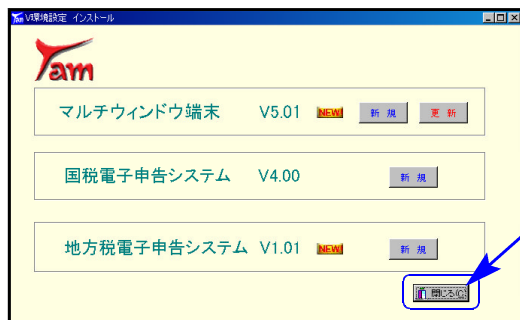 V環境設定 インストール
Yam
マルチウィンドウ端末 V5.01 NEW 新 規 更 新
国税電子申告システム V4.00 新 規
地方税電子申告システム V1.01 NEW 新 規
閉じる(C)